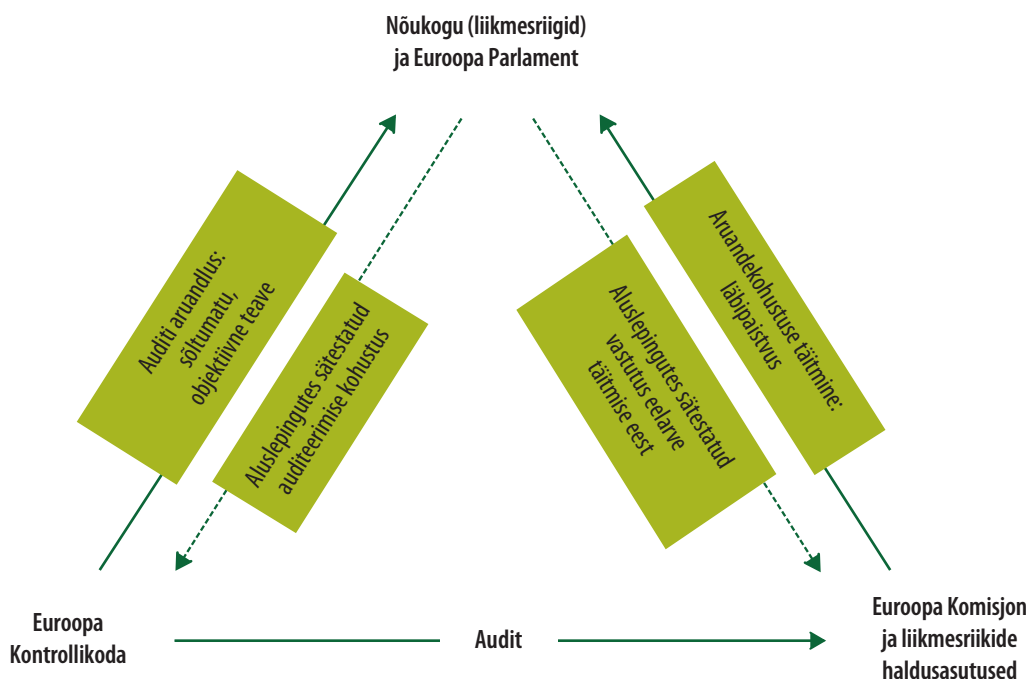 Nõukogu (liikmesriigid)
ja Euroopa Parlament
Auditi aruandlus:
sõltumatu,
objektiivne teave
Aluslepingutes sätestatud
auditeerimise kohustus
Aluslepingutes sätestatud
vastutus eelarve
täitmise eest
Aruandekohustuse täitmine:
läbipaistvus
Euroopa
Kontrollikoda
Audit
Euroopa Komisjon
ja liikmesriikide
haldusasutused